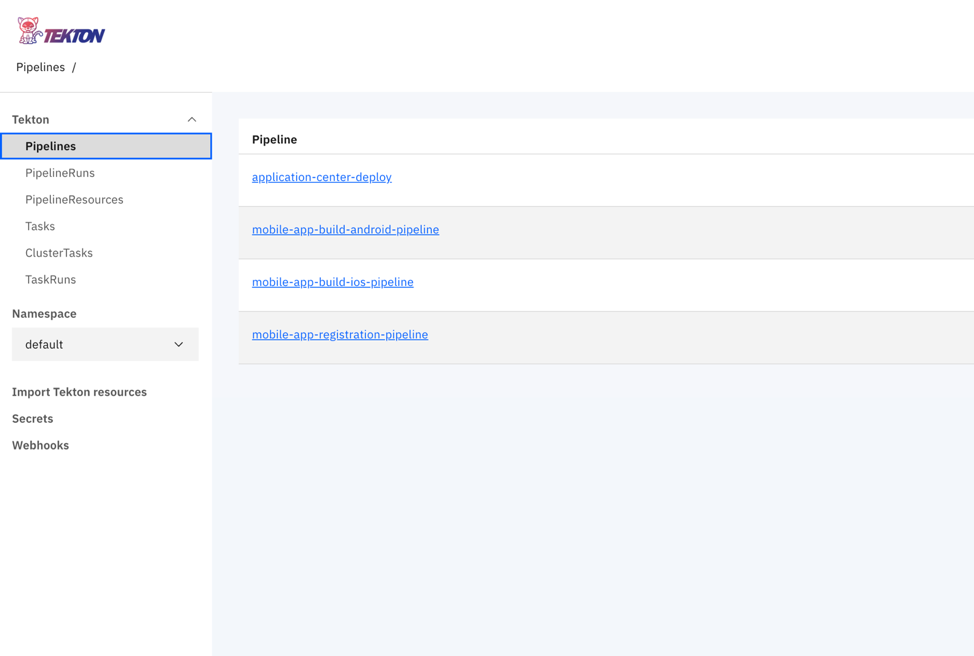 TEKTON
Pipelines /
Tekton
Pipelines
PipelineRuns
PipelineResources
Tasks
ClusterTasks
TaskRuns
Namespace
default
Import Tekton resources
Secrets
Webhooks
Pipeline
application-center-deploy
mobile-app-build-android-pipeline
mobile-app-build-ios-pipeline
mobile-app-registration-pipeline